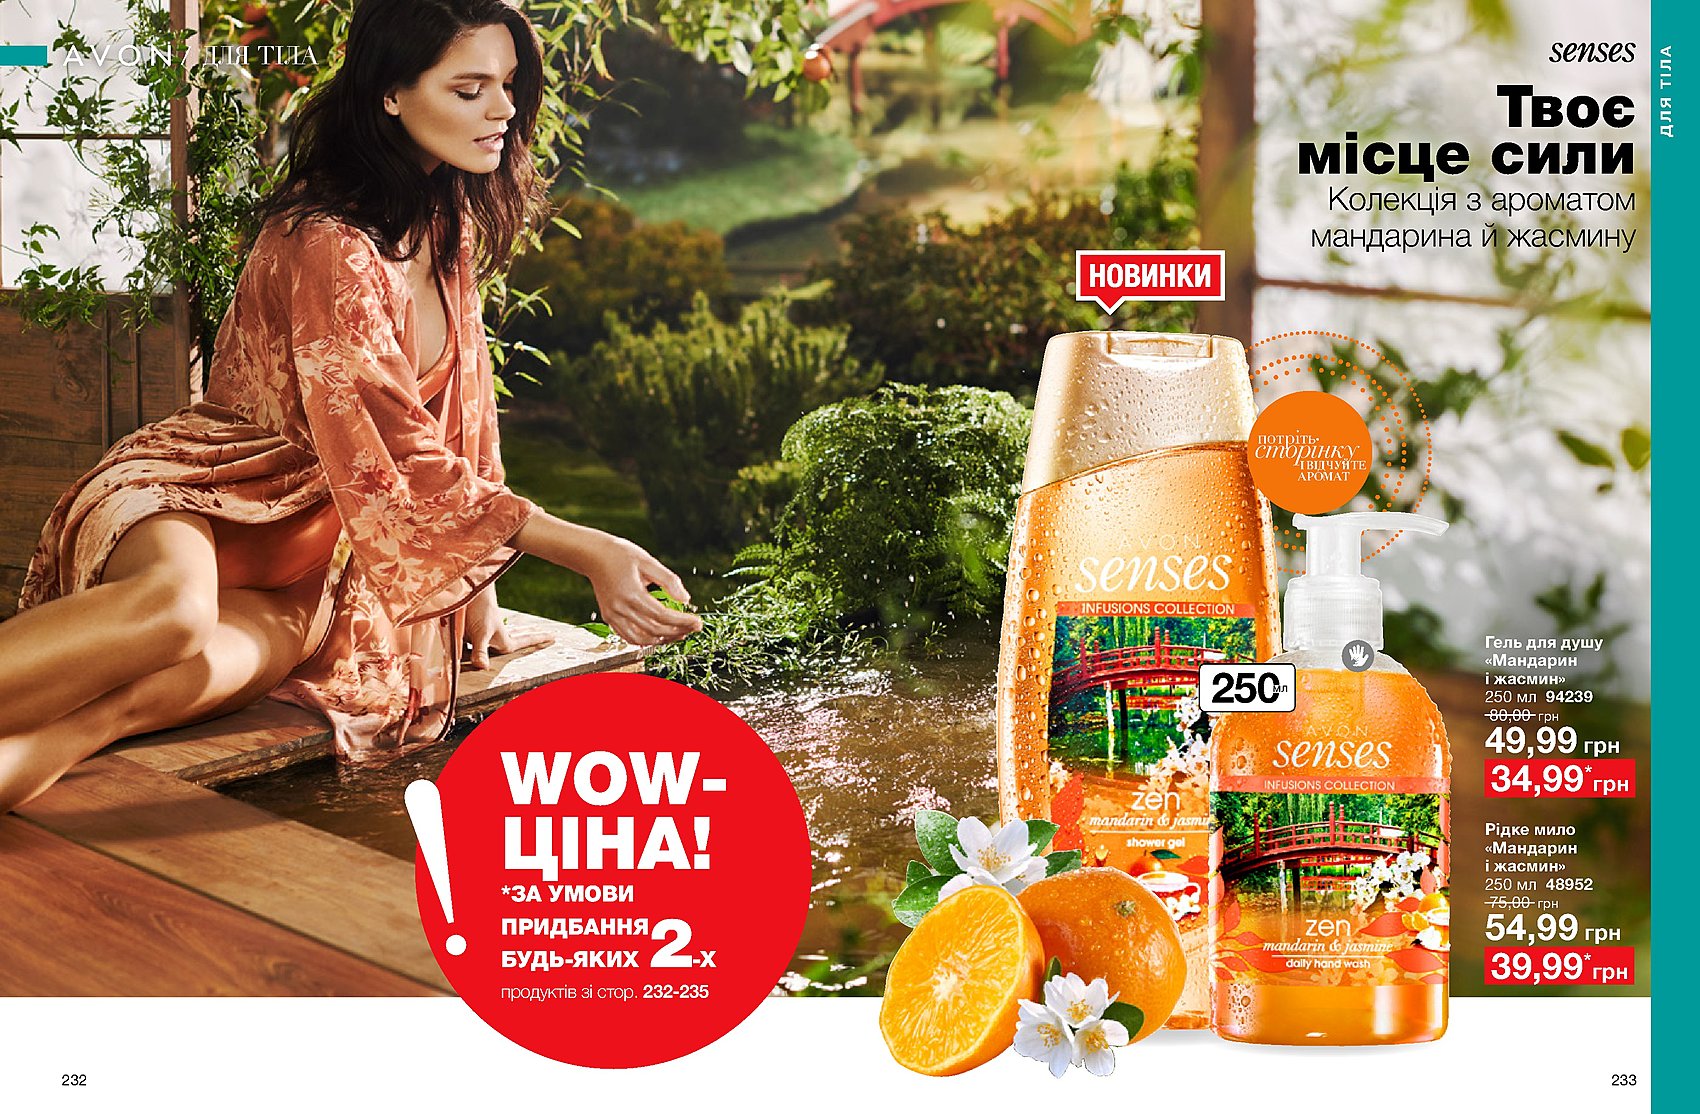 AVON / ДЛЯ ТІЛА
senses
Твоє
місце сили
Колекція з ароматом
мандарина й жасмину
ДЛЯ ТІЛА
НОВИНКИ
ПОТРІТЬ
сторінку
І ВІДЧУЙТЕ
АРОМАТ
AVON
senses
INFUSIONS COLLECTION
zen
mandarin & jasmine
shower gel
250 мл
AVON
senses
INFUSIONS COLLECTION
zen
mandarin & jasmine
daily hand wash
Гель для душу
«Мандарин
і жасмин»
250 мл 94239
80,00 грн
49,99 грн
34,99* грн
Рідке мило
«Мандарин
і жасмин»
250 мл 48952
75,00 грн
54,99 грн
39,99* грн
WOW-
ЦІНА!
*ЗА УМОВИ
ПРИДБАННЯ
БУДЬ-ЯКИХ 2-Х
продуктів зі стор. 232-235
232
233